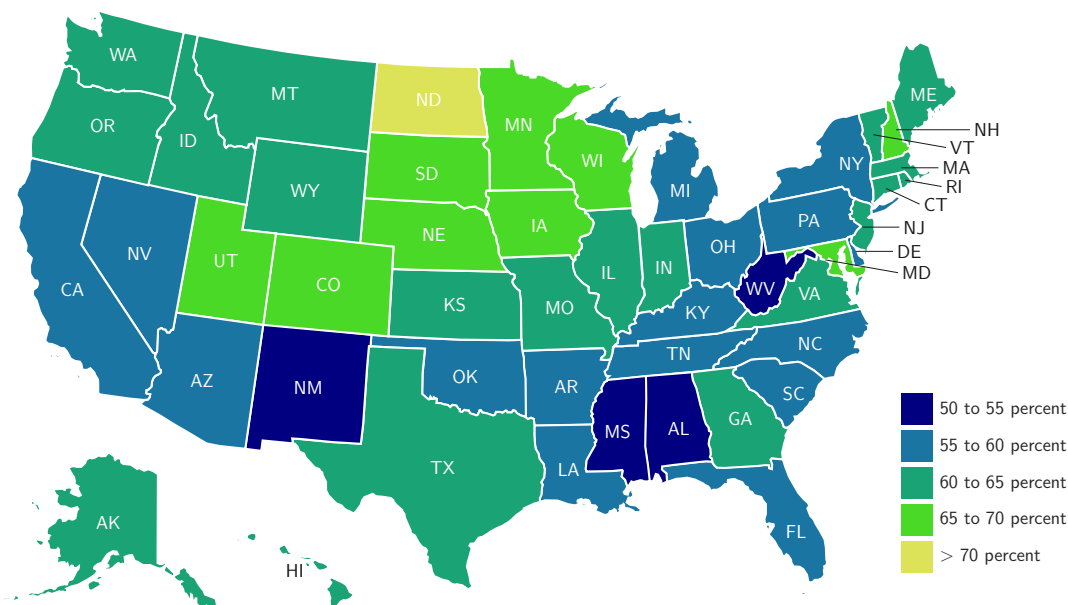 WA
MT
ND
MN
ME
OR
ID
WI
NH
VT
MA
RI
CT
NY
SD
MI
WY
NE
IA
PA
NJ
DE
MD
NV
UT
CO
IL
IN
OH
WV
VA
CA
KS
MO
KY
NC
TN
AZ
NM
OK
AR
SC
MS
AL
GA
TX
LA
FL
AK
HI
50 to 55 percent
55 to 60 percent
60 to 65 percent
65 to 70 percent
> 70 percent